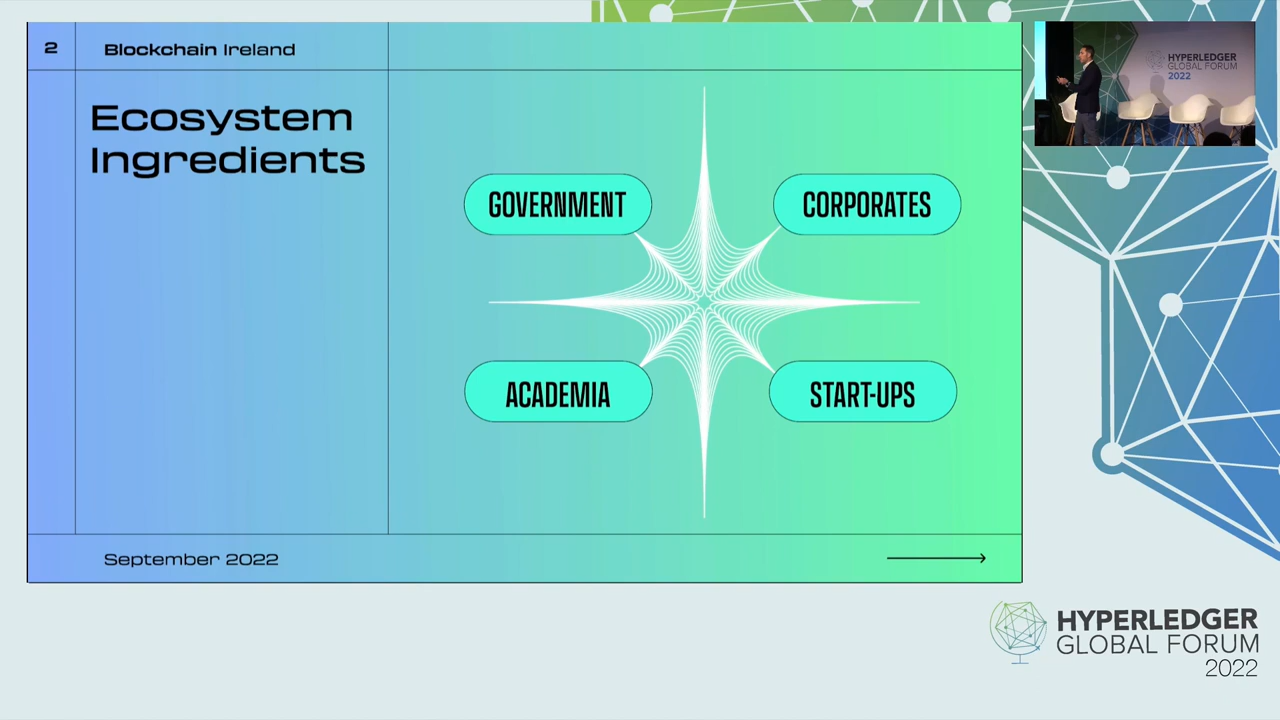 2
Blockchain Ireland
Ecosystem
Ingredients
GOVERNMENT
CORPORATES
ACADEMIA
START-UPS
September 2022
HYPERLEDGER
GLOBAL FORUM
2022
HYPERLEDGER
GLOBAL FORUM
2022